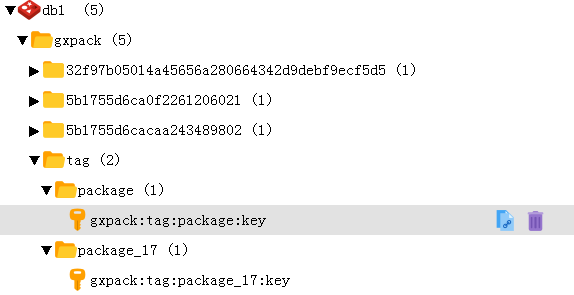 db1 (5)
gxpack (5)
32f97b05014a45656a280664342d9debf9ecf5d5 (1)
5b1755d6ca0f2261206021 (1)
5b1755d6cacaa243489802 (1)
tag (2)
package (1)
gxpack:tag:package:key
package_17 (1)
gxpack:tag:package_17:key